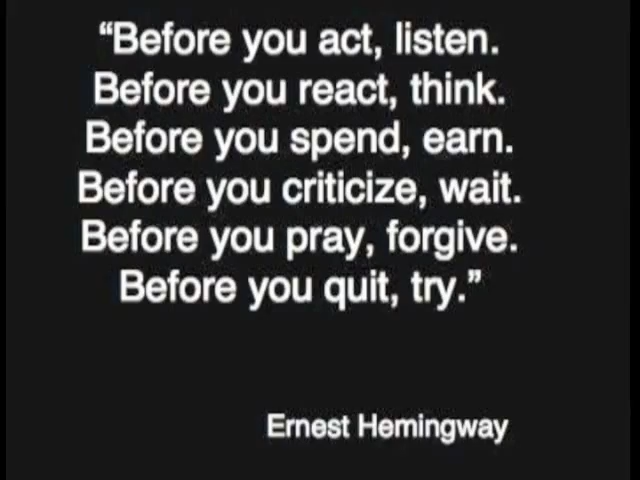 “Before you act, listen.
Before you react, think.
Before you spend, earn.
Before you criticize, wait.
Before you pray, forgive.
Before you quit, try.”
Ernest Hemingway